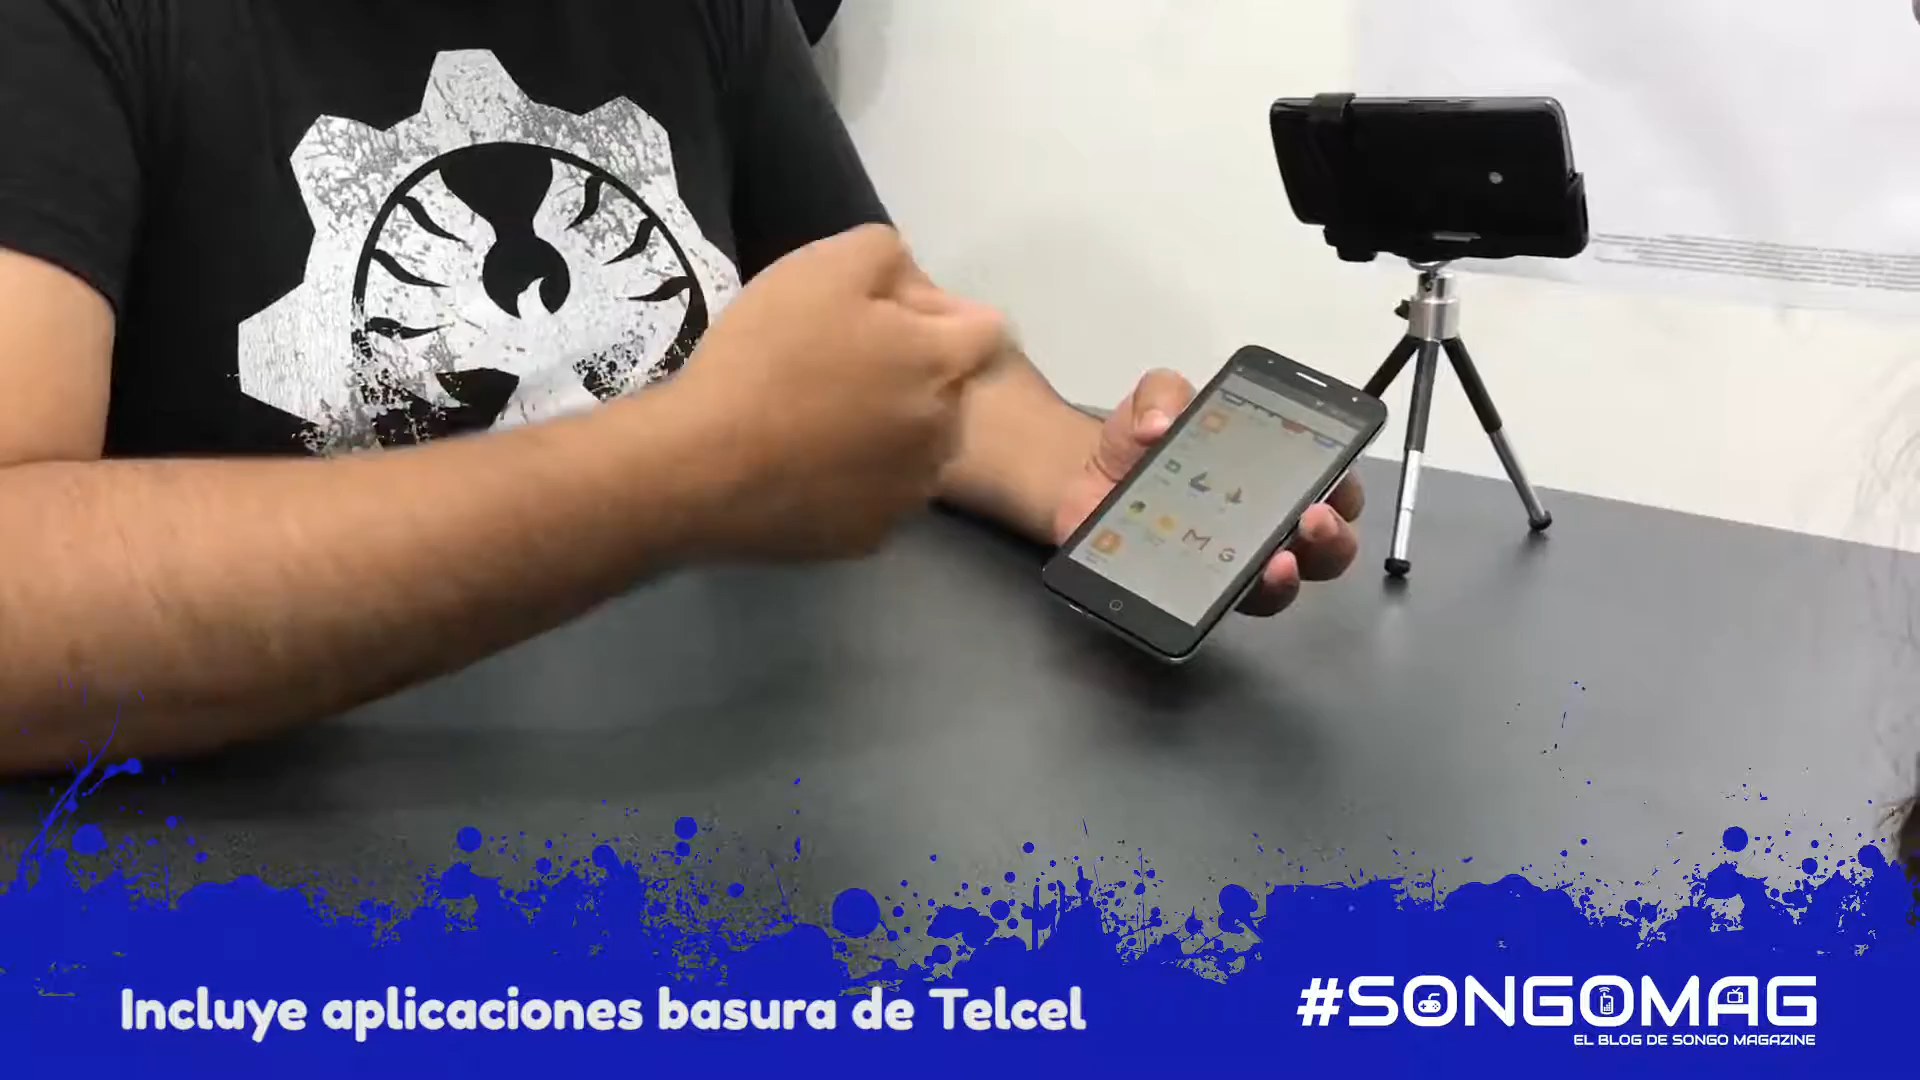 Incluye aplicaciones basura de Telcel
#SONGOMAG
EL BLOG DE SONGO MAGAZINE